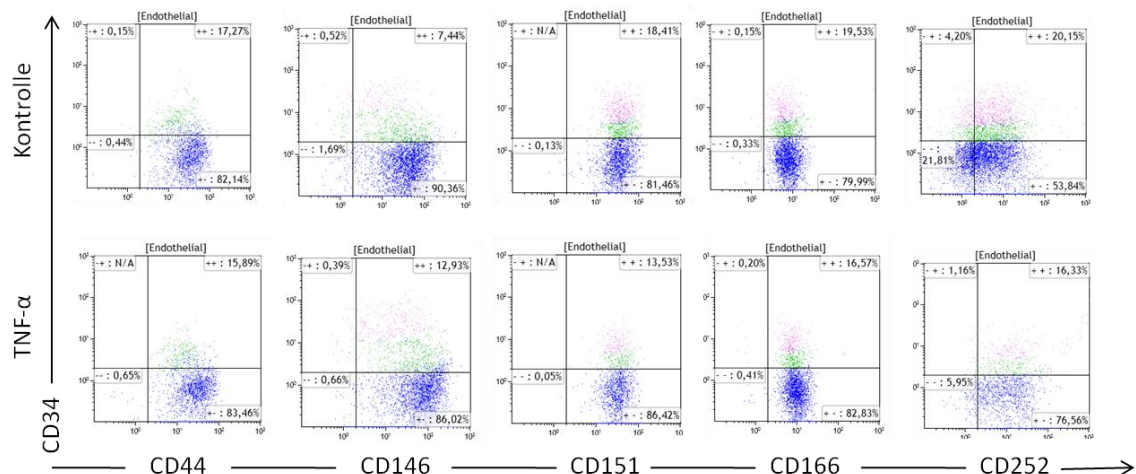 Kontrolle
[Endothelial]
- + : 0,15%
+ + : 17,27%
- - : 0,44%
+ - : 82,14%
[Endothelial]
- + : 0,52%
+ + : 7,44%
- - : 1,69%
+ - : 90,36%
[Endothelial]
- + : N/A
+ + : 18,41%
- - : 0,13%
+ - : 81,46%
[Endothelial]
- + : 0,15%
+ + : 19,53%
- - : 0,33%
+ - : 79,99%
[Endothelial]
- + : 4,20%
+ + : 20,15%
- - :
21,81%
+ - : 53,84%
TNF-α
[Endothelial]
- + : N/A
+ + : 15,89%
- - : 0,65%
+ - : 83,46%
[Endothelial]
- + : 0,39%
+ + : 12,93%
- - : 0,66%
+ - : 86,02%
[Endothelial]
- + : N/A
+ + : 13,53%
- - : 0,05%
+ - : 86,42%
[Endothelial]
- + : 0,20%
+ + : 16,57%
- - : 0,41%
+ - : 82,83%
[Endothelial]
- + : 1,16%
+ + : 16,33%
- - : 5,95%
+ - : 76,56%
CD34
CD44 CD146 CD151 CD166 CD252